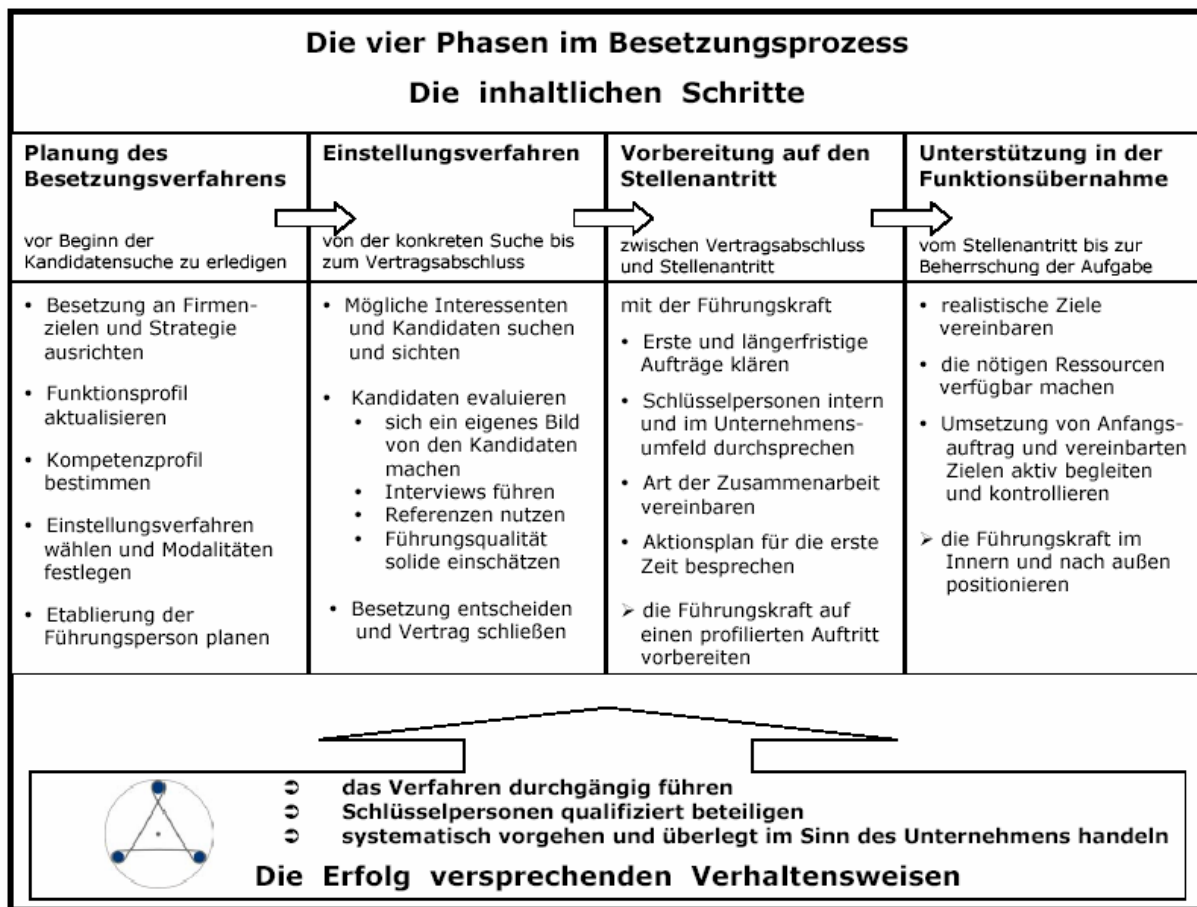 Die vier Phasen im Besetzungsprozess
Die inhaltlichen Schritte
Planung des
Besetzungsverfahrens
vor Beginn der
Kandidatensuche zu erledigen
• Besetzung an Firmen-
zielen und Strategie
ausrichten
• Funktionsprofil
aktualisieren
• Kompetenzprofil
bestimmen
• Einstellungsverfahren
wählen und Modalitäten
festlegen
• Etablierung der
Führungsperson planen
Einstellungsverfahren
von der konkreten Suche bis
zum Vertragsabschluss
• Mögliche Interessenten
und Kandidaten suchen
und sichten
• Kandidaten evaluieren
• sich ein eigenes Bild
von den Kandidaten
machen
• Interviews führen
• Referenzen nutzen
• Führungsqualität
solide einschätzen
• Besetzung entscheiden
und Vertrag schließen
Vorbereitung auf den
Stellenantritt
zwischen Vertragsabschluss
und Stellenantritt
mit der Führungskraft
• Erste und längerfristige
Aufträge klären
• Schlüsselpersonen intern
und im Unternehmens-
umfeld durchsprechen
• Art der Zusammenarbeit
vereinbaren
• Aktionsplan für die erste
Zeit besprechen
➢ die Führungskraft auf
einen profilierten Auftritt
vorbereiten
Unterstützung in der
Funktionsübernahme
vom Stellenantritt bis zur
Beherrschung der Aufgabe
• realistische Ziele
vereinbaren
• die nötigen Ressourcen
verfügbar machen
• Umsetzung von Anfangs-
auftrag und vereinbarten
Zielen aktiv begleiten
und kontrollieren
➢ die Führungskraft im
Innern und nach außen
positionieren
➲ das Verfahren durchgängig führen
➲ Schlüsselpersonen qualifiziert beteiligen
➲ systematisch vorgehen und überlegt im Sinn des Unternehmens handeln
Die Erfolg versprechenden Verhaltensweisen